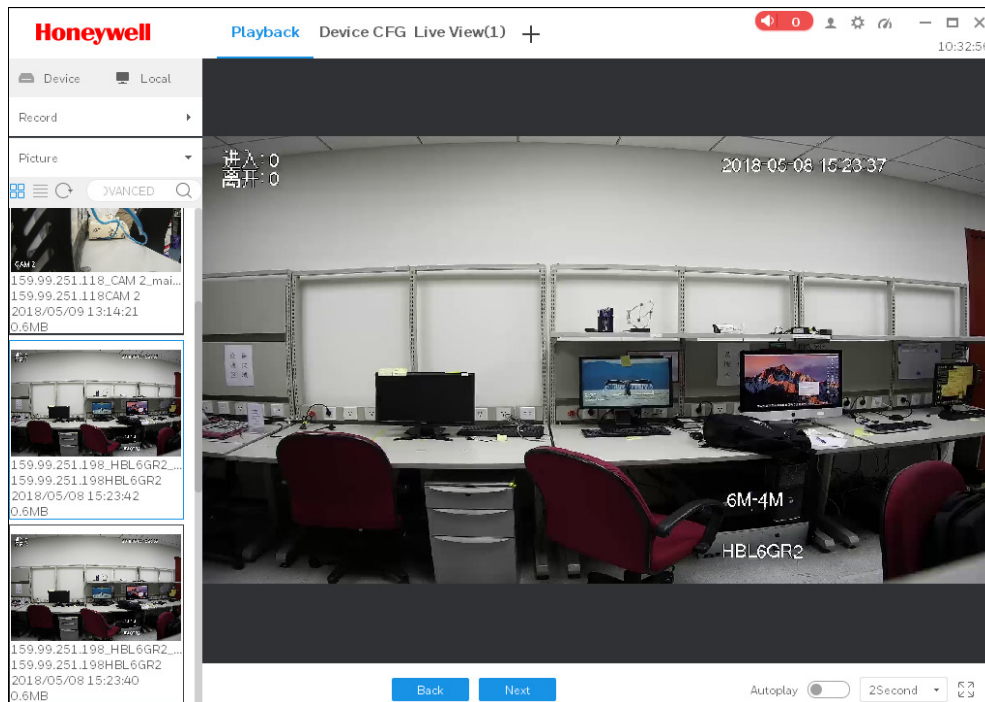 Honeywell
Playback Device CFG Live View(1)
0
10:32:5
Device Local
Record
Picture
OVANCED
CAM 2
159.99.251.118_CAM 2_mai...
159.99.251.118CAM 2
2018/05/09 13:14:21
0.6MB
159.99.251.198_HBL6GR2_...
159.99.251.198HBL6GR2
2018/05/08 15:23:42
0.6MB
159.99.251.198_HBL6GR2_...
159.99.251.198HBL6GR2
2018/05/08 15:23:40
0.6MB
进入:0
离开:0
2018-05-08 15:23:37
6M-4M
HBL6GR2
Back Next
Autoplay
2Second